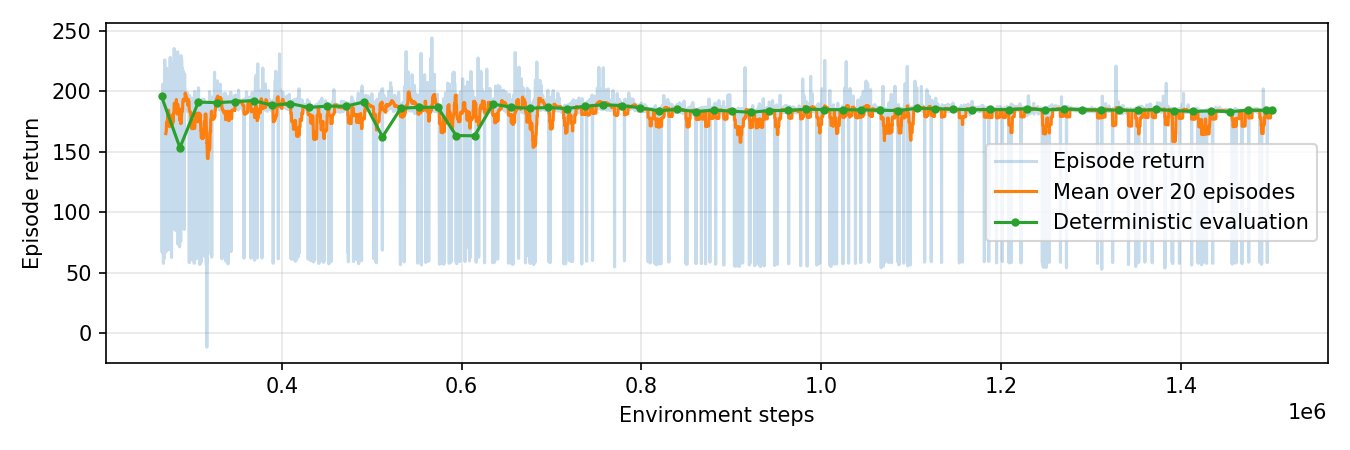 250
200
150
100
50
0
Episode return
Episode return
Mean over 20 episodes
Deterministic evaluation
0.4 0.6 0.8 1.0 1.2 1.4
1e6
Environment steps